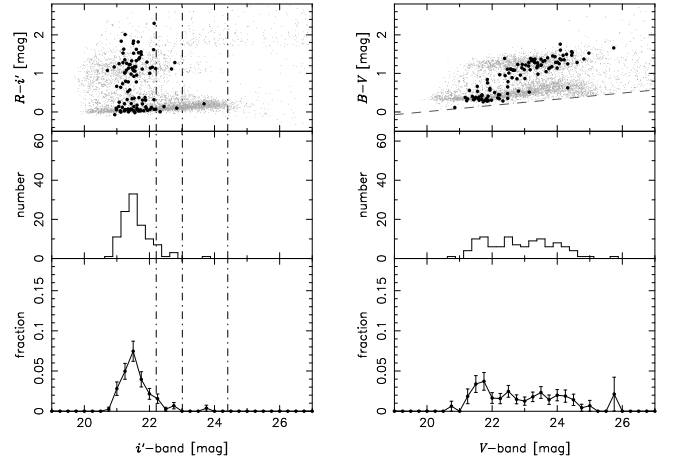 R−i' [mag]
2
1
0
B−V [mag]
2
1
0
number
60
40
20
0
number
60
40
20
0
fraction
0.15
0.1
0.05
0
fraction
0.15
0.1
0.05
0
20 22 24 26
20 22 24 26
i'−band [mag]
V−band [mag]